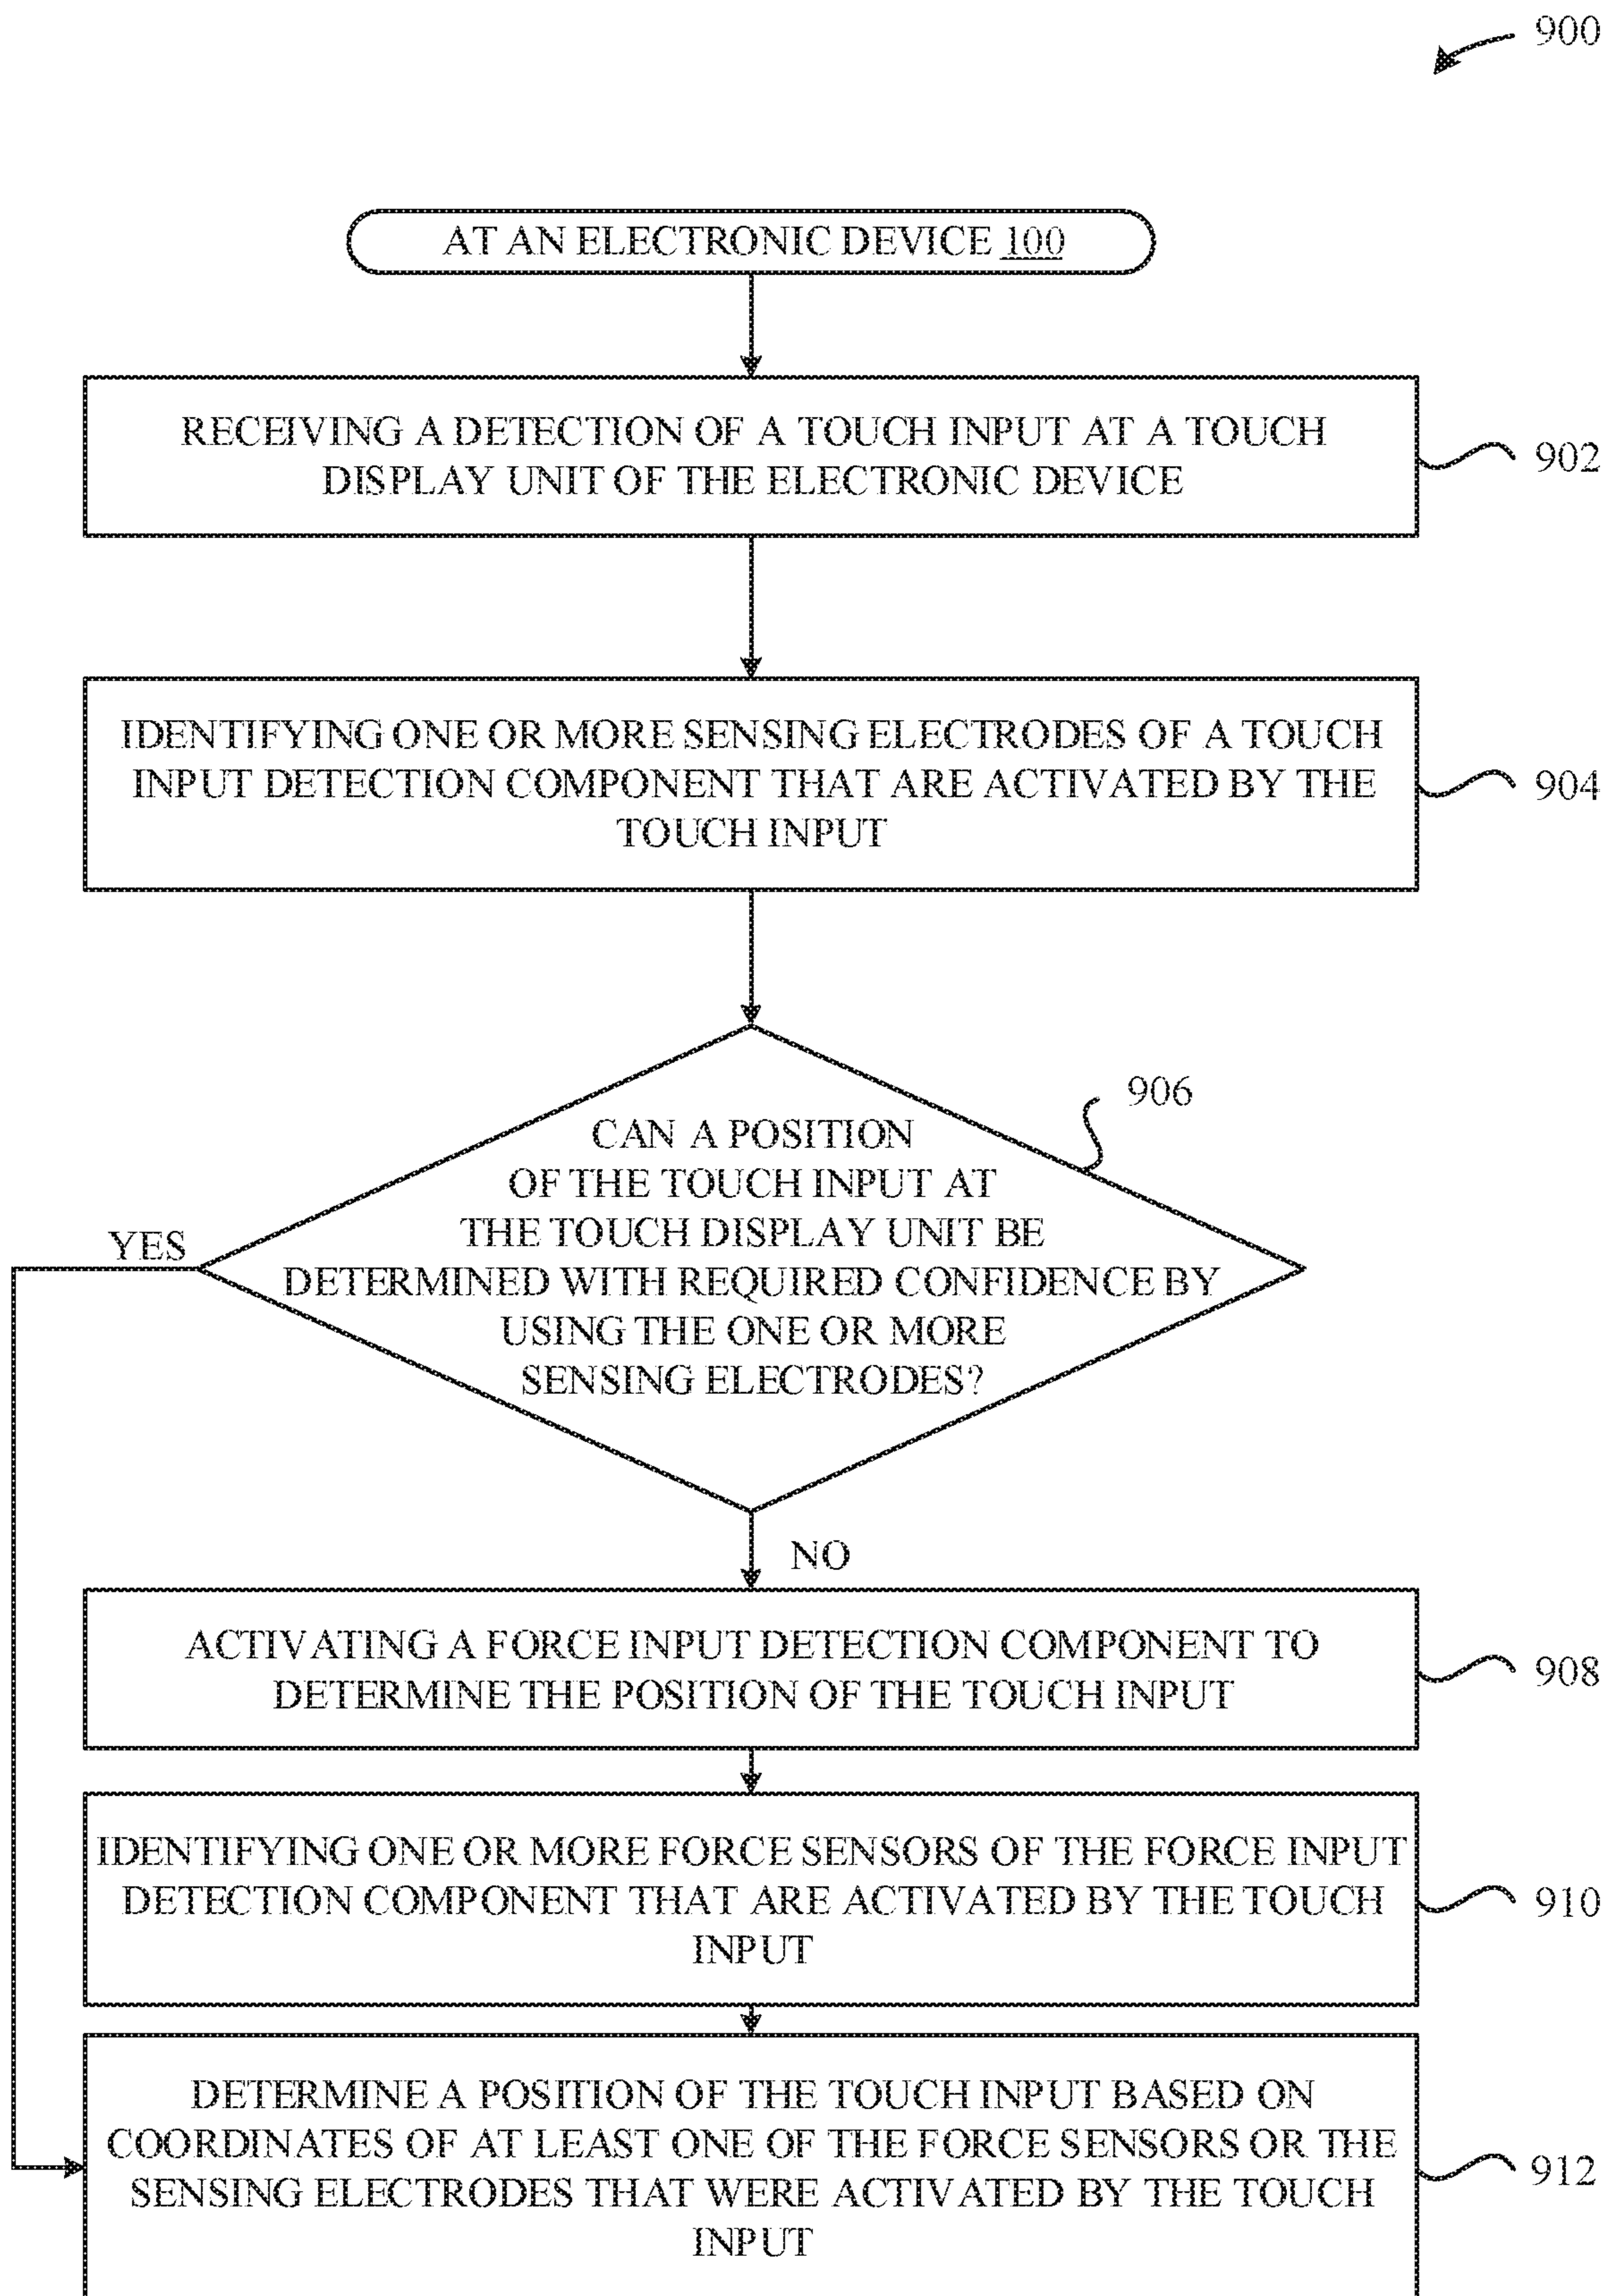 900
AT AN ELECTRONIC DEVICE 100
RECEIVING A DETECTION OF A TOUCH INPUT AT A TOUCH
DISPLAY UNIT OF THE ELECTRONIC DEVICE
902
IDENTIFYING ONE OR MORE SENSING ELECTRODES OF A TOUCH
INPUT DETECTION COMPONENT THAT ARE ACTIVATED BY THE
TOUCH INPUT
904
906
CAN A POSITION
OF THE TOUCH INPUT AT
THE TOUCH DISPLAY UNIT BE
DETERMINED WITH REQUIRED CONFIDENCE BY
USING THE ONE OR MORE
SENSING ELECTRODES?
YES
NO
ACTIVATING A FORCE INPUT DETECTION COMPONENT TO
DETERMINE THE POSITION OF THE TOUCH INPUT
908
IDENTIFYING ONE OR MORE FORCE SENSORS OF THE FORCE INPUT
DETECTION COMPONENT THAT ARE ACTIVATED BY THE TOUCH
INPUT
910
DETERMINE A POSITION OF THE TOUCH INPUT BASED ON
COORDINATES OF AT LEAST ONE OF THE FORCE SENSORS OR THE
SENSING ELECTRODES THAT WERE ACTIVATED BY THE TOUCH
INPUT
912